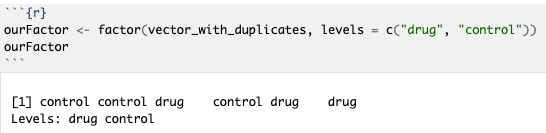 ```{r}
ourFactor <- factor(vector_with_duplicates, levels = c("drug", "control"))
ourFactor
```
[1] control control drug    control drug    drug
Levels: drug control